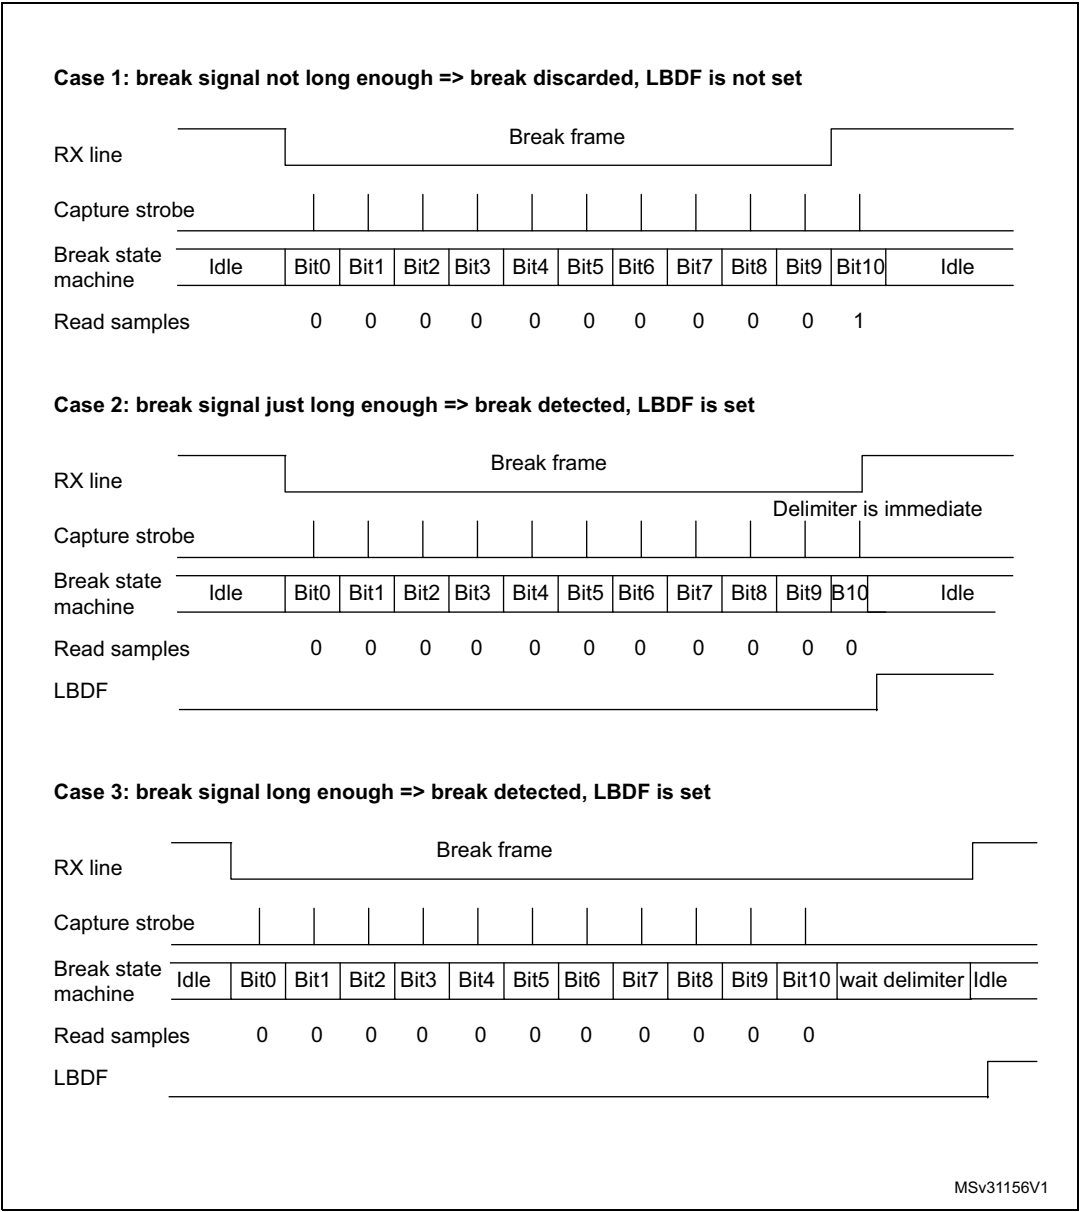 Case 1: break signal not long enough => break discarded, LBDF is not set
Break frame
RX line
Capture strobe
Break state machine Idle Bit0 Bit1 Bit2 Bit3 Bit4 Bit5 Bit6 Bit7 Bit8 Bit9 Bit10 Idle
Read samples 0 0 0 0 0 0 0 0 0 0 1
Case 2: break signal just long enough => break detected, LBDF is set
Break frame
RX line
Delimiter is immediate
Capture strobe
Break state machine Idle Bit0 Bit1 Bit2 Bit3 Bit4 Bit5 Bit6 Bit7 Bit8 Bit9 B10 Idle
Read samples 0 0 0 0 0 0 0 0 0 0 0
LBDF
Case 3: break signal long enough => break detected, LBDF is set
Break frame
RX line
Capture strobe
Break state machine Idle Bit0 Bit1 Bit2 Bit3 Bit4 Bit5 Bit6 Bit7 Bit8 Bit9 Bit10 wait delimiter Idle
Read samples 0 0 0 0 0 0 0 0 0 0 0
LBDF
MSv31156V1